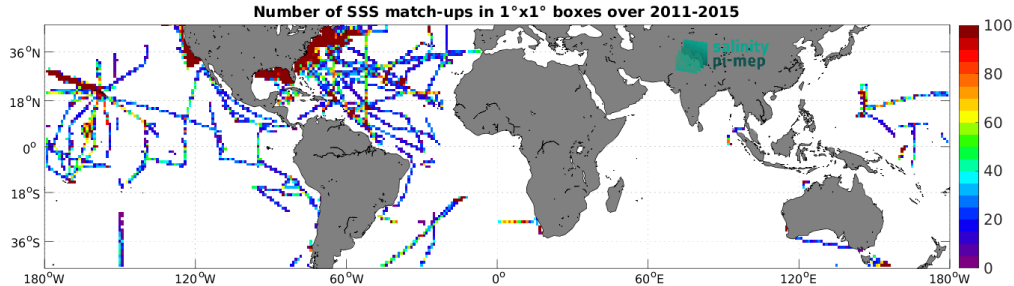 Number of SSS match-ups in 1°x1° boxes over 2011-2015
36°N
18°N
0°
18°S
36°S
180°W
120°W
60°W
0°
60°E
120°E
180°W
salinity
pi-mep
100
80
60
40
20
0